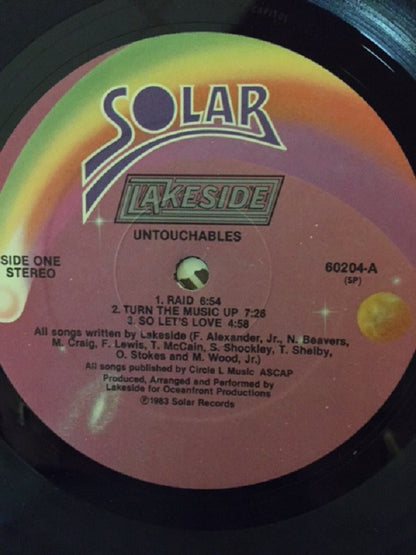 SOLAR
LAKESIDE
UNTOUCHABLES
SIDE ONE
STEREO
60204-A
(SP)
1. RAID 6:54
2. TURN THE MUSIC UP 7:26
3. SO LET'S LOVE 4:58
All songs written by Lakeside (F. Alexander, Jr., N. Beavers,
M. Craig, F. Lewis, T. McCain, S. Shockley, T. Shelby,
O. Stokes and M. Wood, Jr.)
All songs published by Circle L Music ASCAP
Produced, Arranged and Performed by
Lakeside for Oceanfront Productions
℗1983 Solar Records